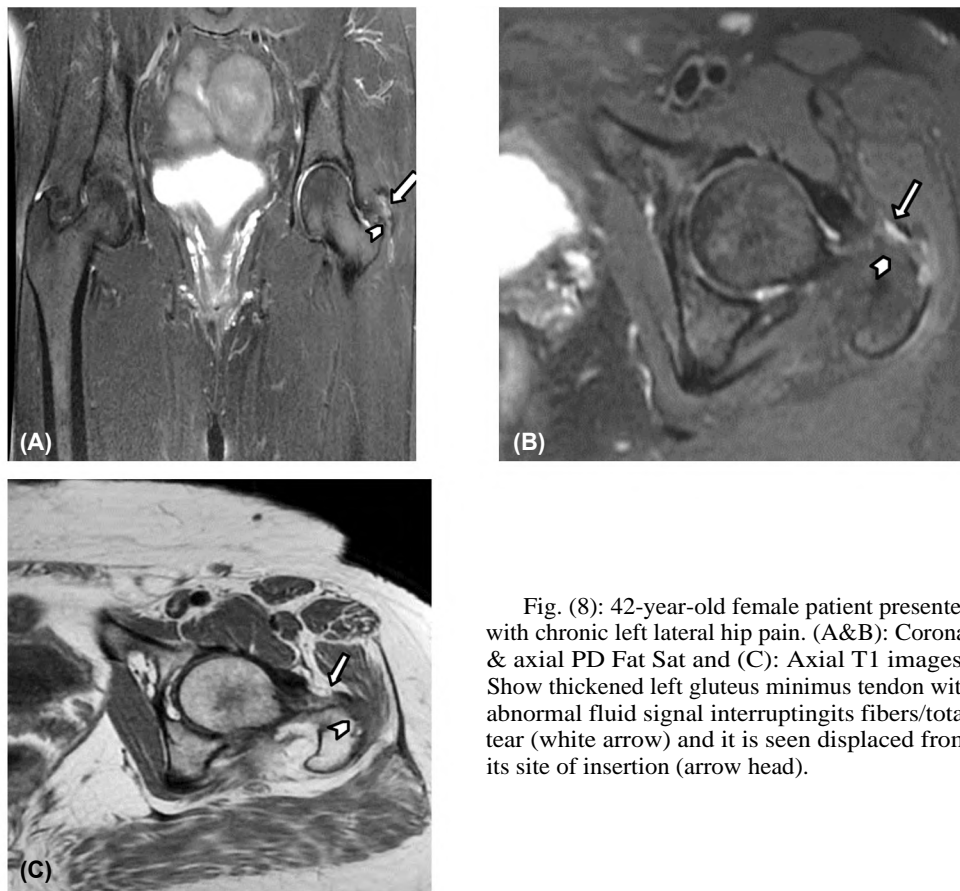 (A)
(B)
(C)
Fig. (8): 42-year-old female patient presente
with chronic left lateral hip pain. (A&B): Corona
& axial PD Fat Sat and (C): Axial T1 images
Show thickened left gluteus minimus tendon wit
abnormal fluid signal interruptingits fibers/tota
tear (white arrow) and it is seen displaced from
its site of insertion (arrow head).